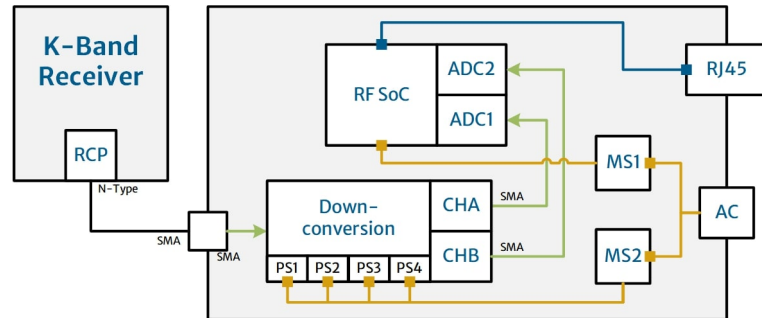 K-Band
Receiver
RCP
N-Type
SMA
SMA
RF SoC
ADC2
ADC1
RJ45
MS1
AC
MS2
Down-
conversion
CHA
SMA
CHB
SMA
PS1
PS2
PS3
PS4